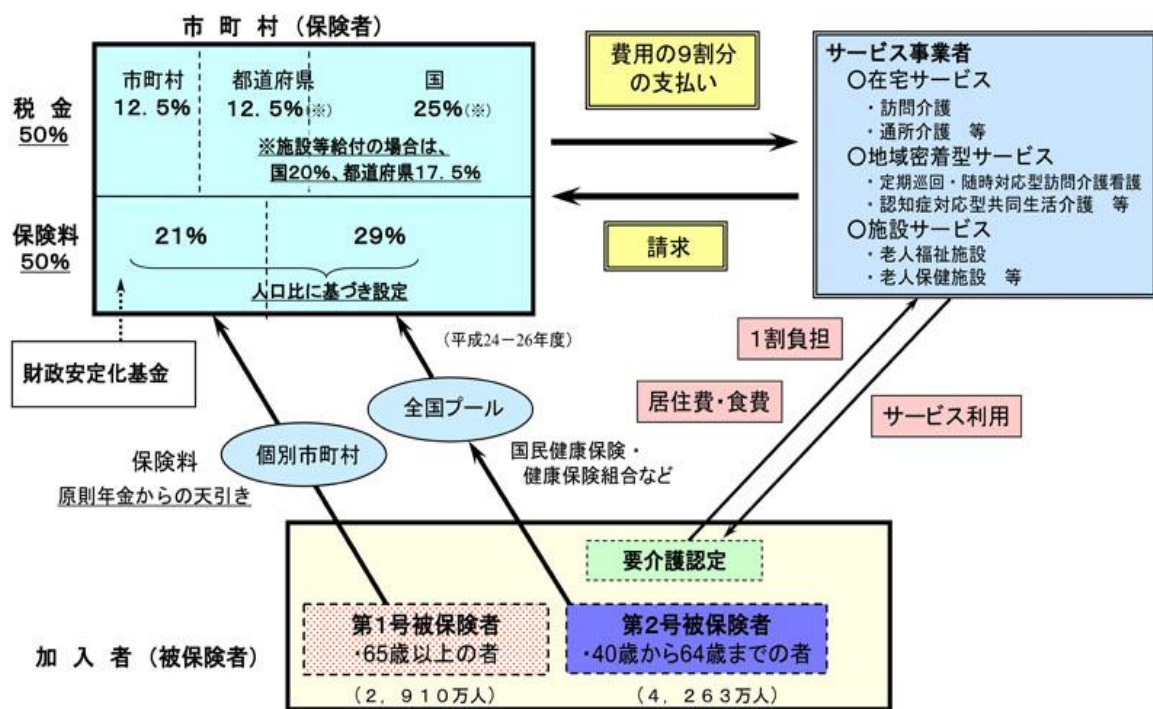 市 町 村 （保険者）
市町村
12．5%
都道府県
12．5%(※)
国
25%(※)
税 金
50%
※施設等給付の場合は、
国20%、都道府県17．5%
保険料
50%
21%
29%
人口比に基づき設定
財政安定化基金
費用の9割分
の支払い
請求
サービス事業者
○在宅サービス
・訪問介護
・通所介護　等
○地域密着型サービス
・定期巡回・随時対応型訪問介護看護
・認知症対応型共同生活介護　等
○施設サービス
・老人福祉施設
・老人保健施設　等
（平成24－26年度）
全国プール
個別市町村
保険料
原則年金からの天引き
国民健康保険・
健康保険組合など
1割負担
居住費・食費
サービス利用
要介護認定
加 入 者 （被保険者）
第1号被保険者
・65歳以上の者
（2，910万人）
第2号被保険者
・40歳から64歳までの者
（4，263万人）